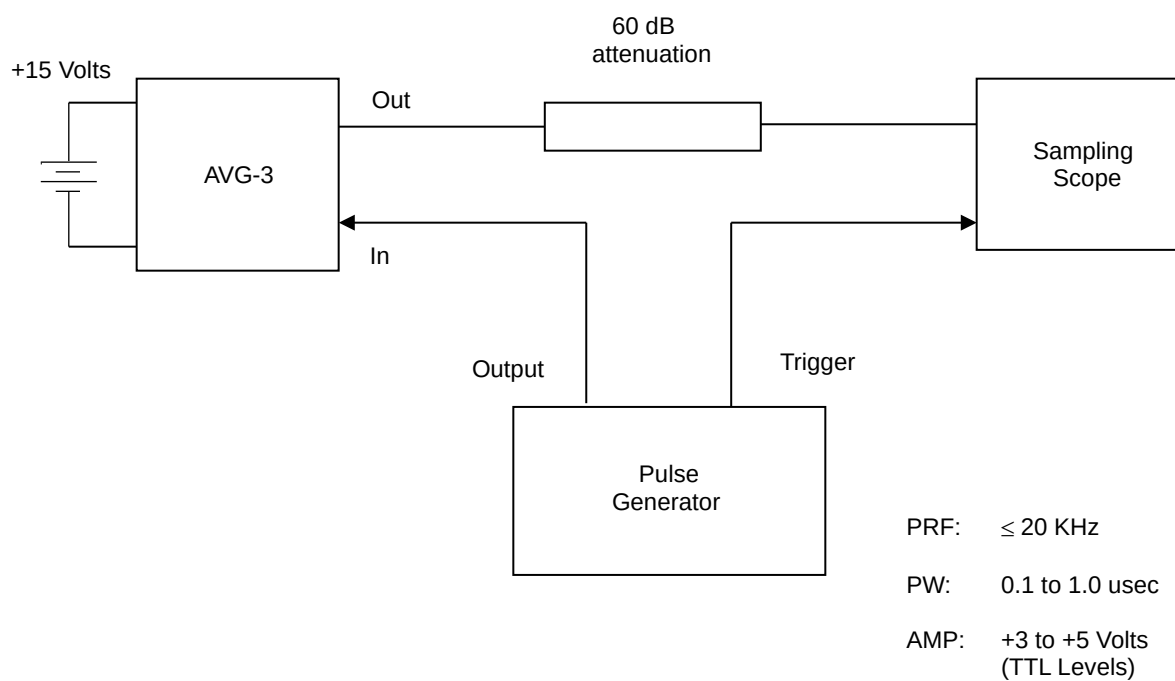 60 dB
attenuation
+15 Volts
Out
AVG-3
Sampling
Scope
In
Output
Trigger
Pulse
Generator
PRF: ≤ 20 KHz
PW: 0.1 to 1.0 usec
AMP: +3 to +5 Volts
(TTL Levels)